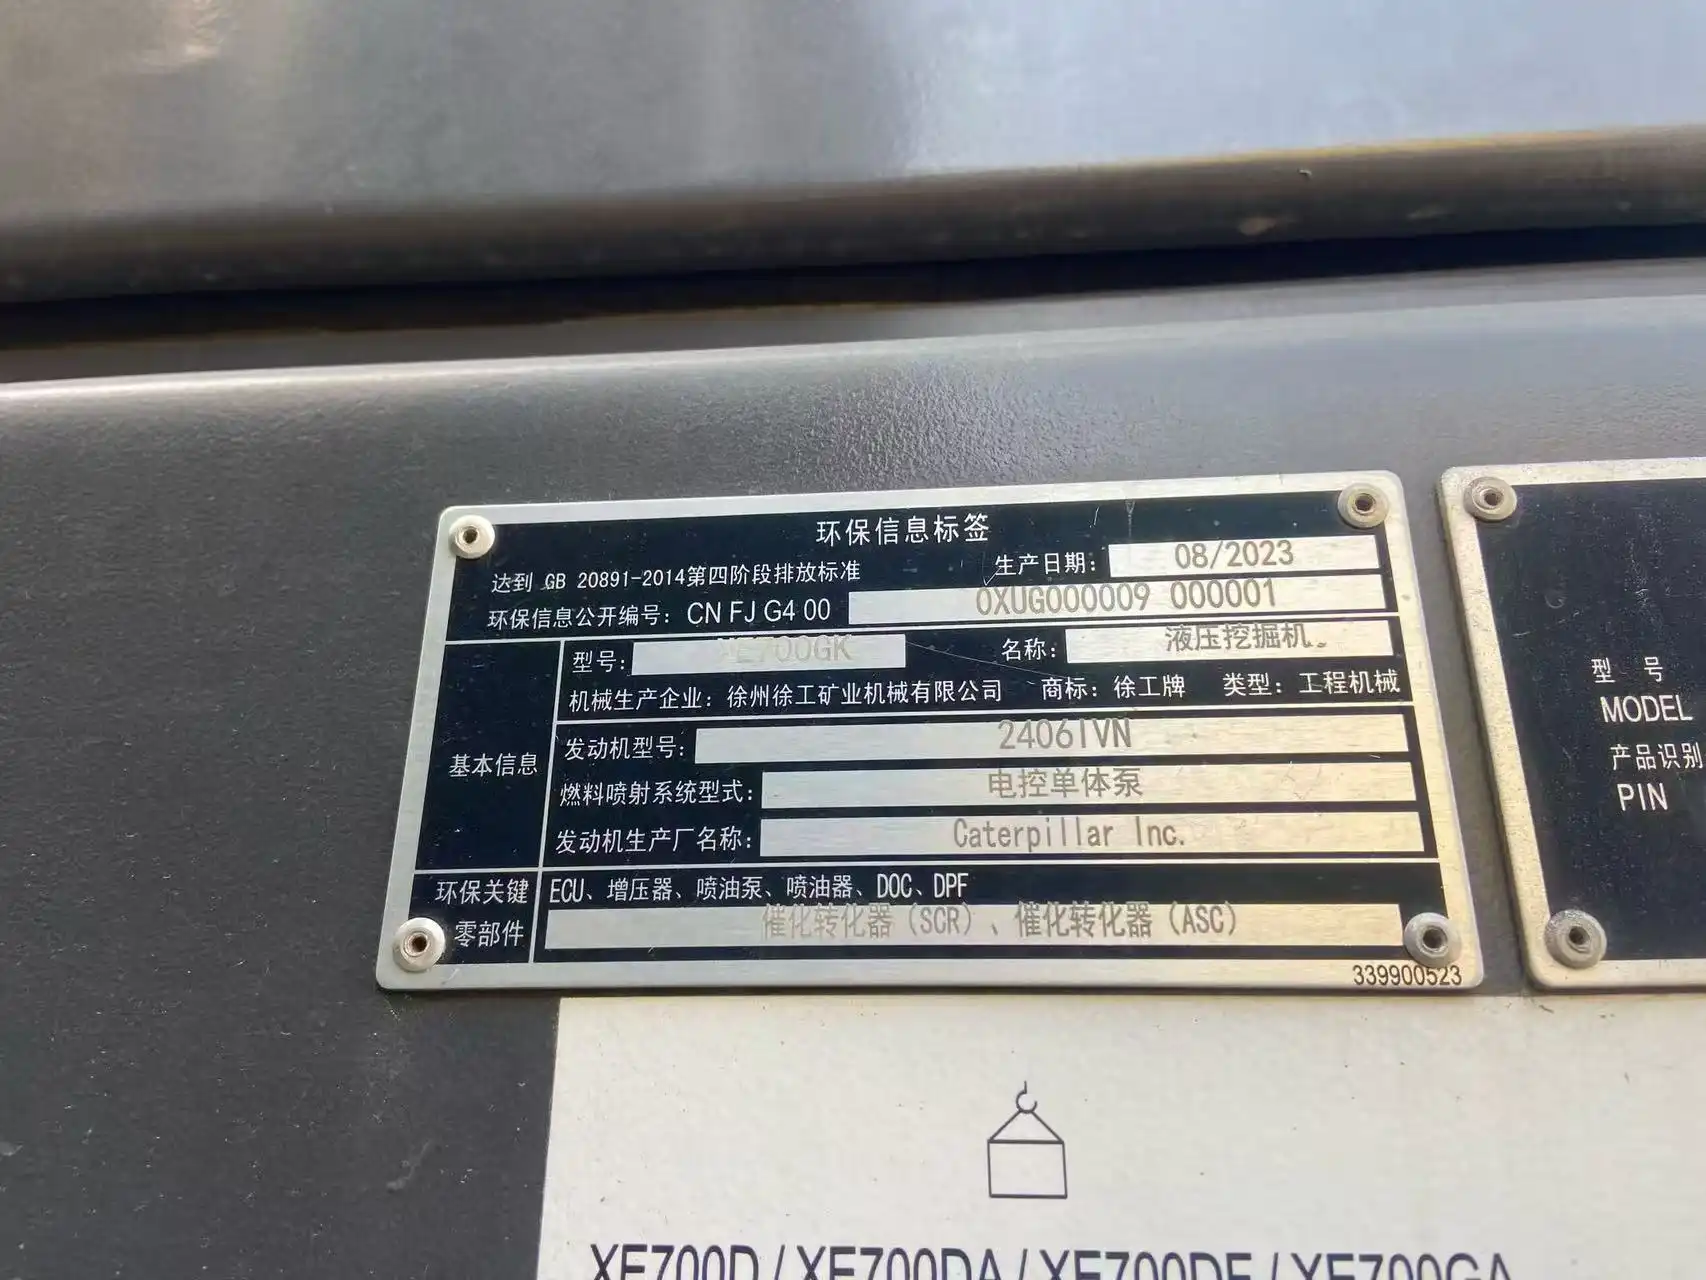 环保信息标签
达到 GB 20891-2014第四阶段排放标准 生产日期: 08/2023
环保信息公开编号: CN FJ G4 00 0XUG000009 000001
基本信息
型号: XE700GK 名称: 液压挖掘机。
机械生产企业: 徐州徐工矿业机械有限公司 商标: 徐工牌 类型: 工程机械
发动机型号: 2406IVN
燃料喷射系统型式: 电控单体泵
发动机生产厂名称: Caterpillar Inc.
环保关键零部件
ECU、增压器、喷油泵、喷油器、DOC、DPF
催化转化器 (SCR) 、催化转化器 (ASC)
339900523
型 号
MODEL
产品识别
PIN
XE700D / XE700DA / XE700DE / XE700GA